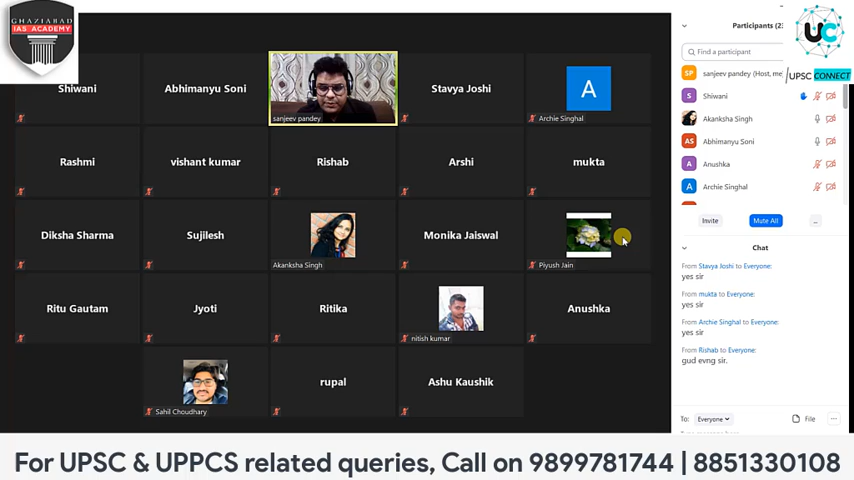 GHAZIABAD
IAS ACADEMY
Shiwani
Abhimanyu Soni
sanjeev pandey
Stavya Joshi
A
Archie Singhal
Rashmi
vishant kumar
Rishab
Arshi
mukta
Diksha Sharma
Sujilesh
Akanksha Singh
Monika Jaiswal
Piyush Jain
Ritu Gautam
Jyoti
Ritika
nitish kumar
Anushka
Sahil Choudhary
rupal
Ashu Kaushik
Participants (23
UC
UPSC CONNECT
Find a participant
SP sanjeev pandey (Host, me
S Shiwani
Akanksha Singh
AS Abhimanyu Soni
A Anushka
A Archie Singhal
Invite
Mute All
...
Chat
From Stavya Joshi to Everyone:
yes sir
From mukta to Everyone:
yes sir
From Archie Singhal to Everyone:
yes sir
From Rishab to Everyone:
gud evng sir.
To: Everyone
File
...
For UPSC & UPPCS related queries, Call on 9899781744 | 8851330108